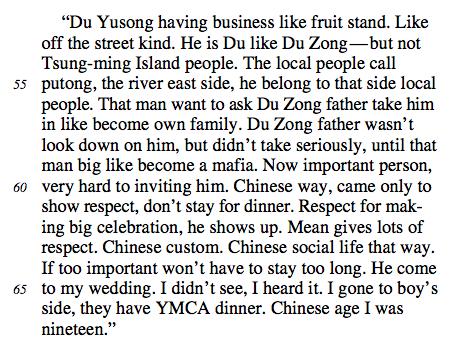 “Du Yusong having business like fruit stand. Like
off the street kind. He is Du like Du Zong—but not
Tsung-ming Island people. The local people call
55 putong, the river east side, he belong to that side local
people. That man want to ask Du Zong father take him
in like become own family. Du Zong father wasn’t
look down on him, but didn’t take seriously, until that
man big like become a mafia. Now important person,
60 very hard to inviting him. Chinese way, came only to
show respect, don’t stay for dinner. Respect for mak-
ing big celebration, he shows up. Mean gives lots of
respect. Chinese custom. Chinese social life that way.
If too important won’t have to stay too long. He come
65 to my wedding. I didn’t see, I heard it. I gone to boy’s
side, they have YMCA dinner. Chinese age I was
nineteen.”